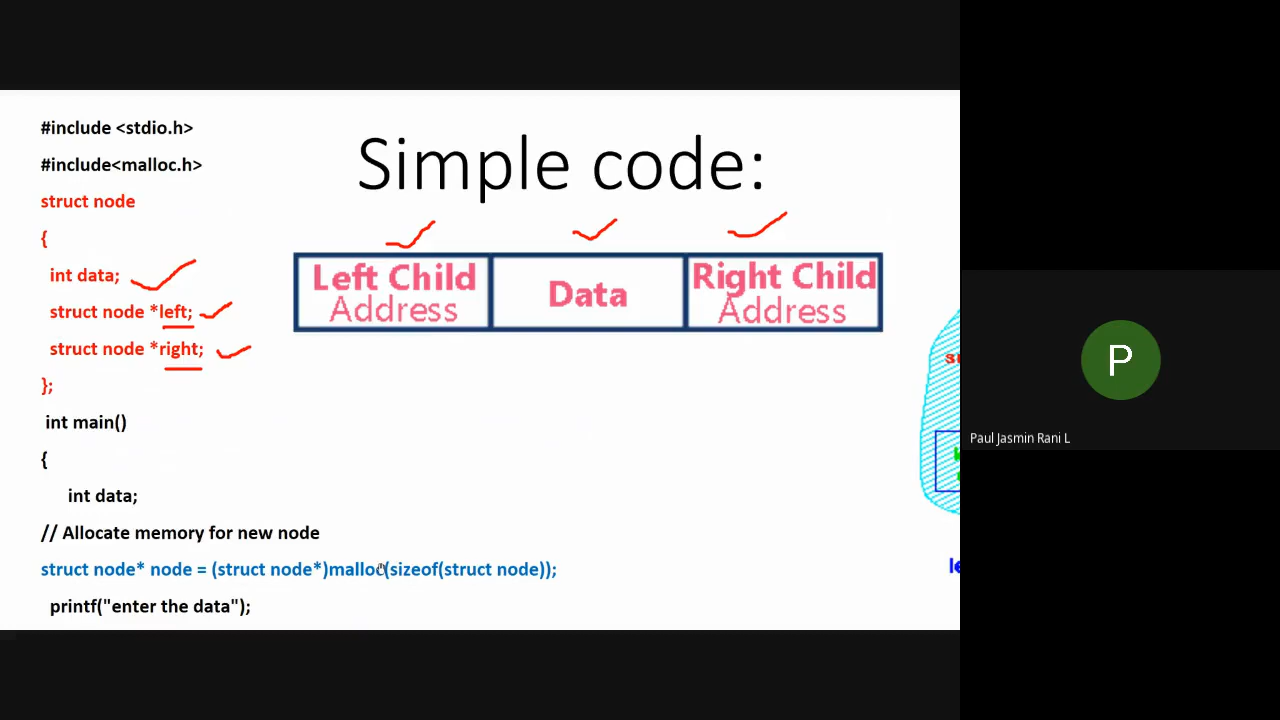 #include <stdio.h>
#include<malloc.h>
Simple code:
struct node
{
int data;
struct node *left;
struct node *right;
};
Left Child
Address
Data
Right Child
Address
int main()
{
int data;
// Allocate memory for new node
struct node* node = (struct node*)malloc(sizeof(struct node));
printf("enter the data");
P
Paul Jasmin Rani L